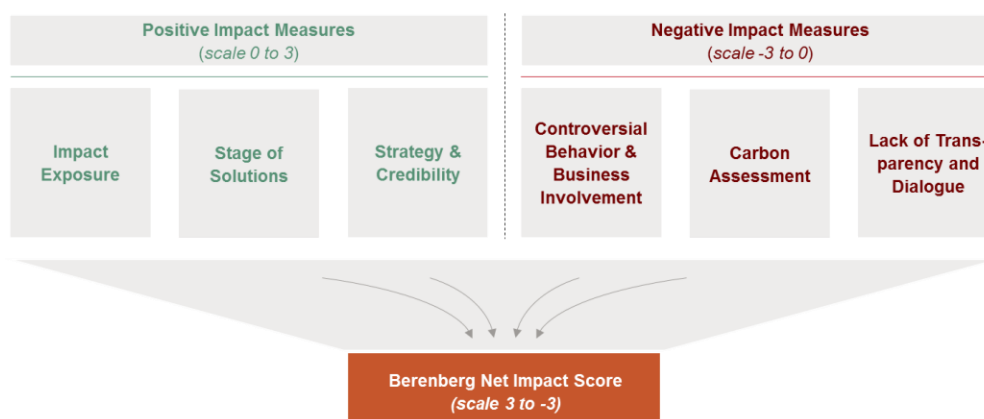 Positive Impact Measures
(scale 0 to 3)
Negative Impact Measures
(scale -3 to 0)
Impact
Exposure
Stage of
Solutions
Strategy &
Credibility
Controversial
Behavior &
Business
Involvement
Carbon
Assessment
Lack of Trans-
parency and
Dialogue
Berenberg Net Impact Score
(scale 3 to -3)